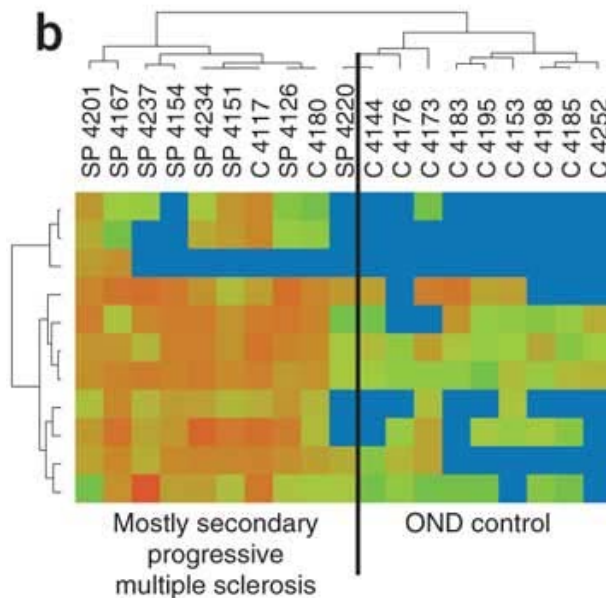 b
SP 4201
SP 4167
SP 4237
SP 4154
SP 4234
SP 4151
C 4117
SP 4126
C 4180
SP 4220
C 4144
C 4176
C 4173
C 4183
C 4195
C 4153
C 4198
C 4185
C 4252
Mostly secondary
progressive
multiple sclerosis
OND control